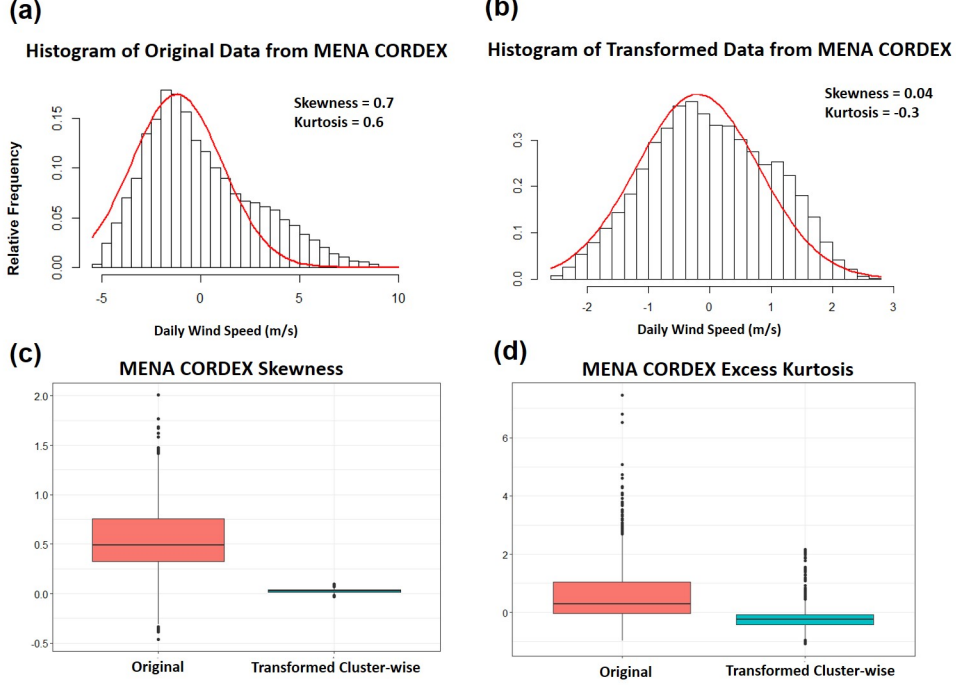 (a)
Histogram of Original Data from MENA CORDEX
Skewness = 0.7
Kurtosis = 0.6
Relative Frequency
0.15
0.10
0.05
0.00
-5 0 5 10
Daily Wind Speed (m/s)
(b)
Histogram of Transformed Data from MENA CORDEX
Skewness = 0.04
Kurtosis = -0.3
0.3
0.2
0.1
0.0
-2 -1 0 1 2 3
Daily Wind Speed (m/s)
(c)
MENA CORDEX Skewness
2.0
1.5
1.0
0.5
0.0
-0.5
Original Transformed Cluster-wise
(d)
MENA CORDEX Excess Kurtosis
6
4
2
0
Original Transformed Cluster-wise